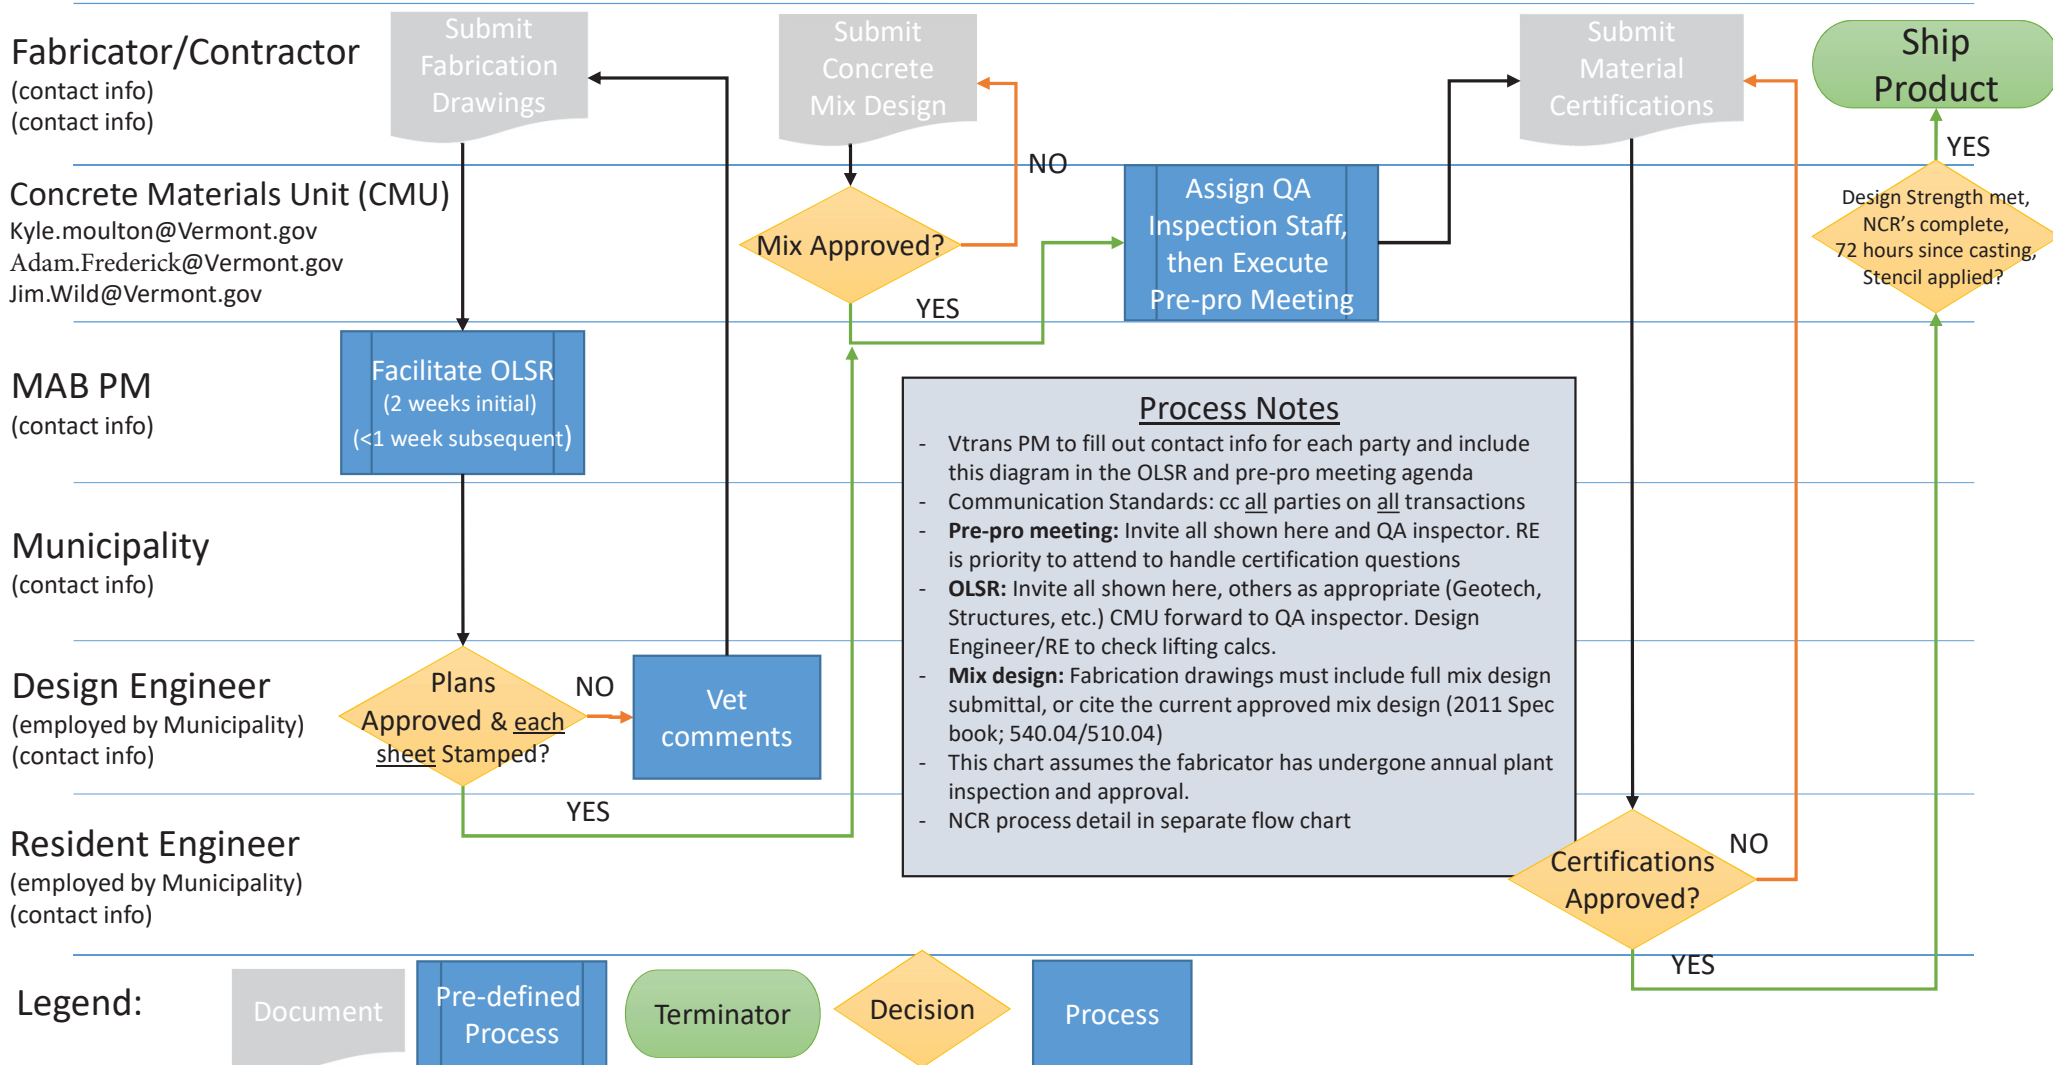 Submit
Fabrication
Drawings
Submit
Concrete
Mix Design
Submit
Material
Certifications
Ship
Product
Fabricator/Contractor
(contact info)
(contact info)
NO
YES
Concrete Materials Unit (CMU)
Kyle.moulton@Vermont.gov
Adam.Frederick@Vermont.gov
Jim.Wild@Vermont.gov
Mix Approved?
YES
Assign QA
Inspection Staff,
then Execute
Pre-pro Meeting
Design Strength met,
NCR's complete,
72 hours since casting,
Stencil applied?
MAB PM
(contact info)
Facilitate OLSR
(2 weeks initial)
(<1 week subsequent)
Process Notes
- Vtrans PM to fill out contact info for each party and include
this diagram in the OLSR and pre-pro meeting agenda
- Communication Standards: cc all parties on all transactions
- Pre-pro meeting: Invite all shown here and QA inspector. RE
is priority to attend to handle certification questions
- OLSR: Invite all shown here, others as appropriate (Geotech,
Structures, etc.) CMU forward to QA inspector. Design
Engineer/RE to check lifting calcs.
- Mix design: Fabrication drawings must include full mix design
submittal, or cite the current approved mix design (2011 Spec
book; 540.04/510.04)
- This chart assumes the fabricator has undergone annual plant
inspection and approval.
- NCR process detail in separate flow chart
Municipality
(contact info)
Design Engineer
(employed by Municipality)
(contact info)
Plans
Approved & each
sheet Stamped?
NO
Vet
comments
YES
Resident Engineer
(employed by Municipality)
(contact info)
Certifications
Approved?
NO
YES
Legend:
Document
Pre-defined
Process
Terminator
Decision
Process